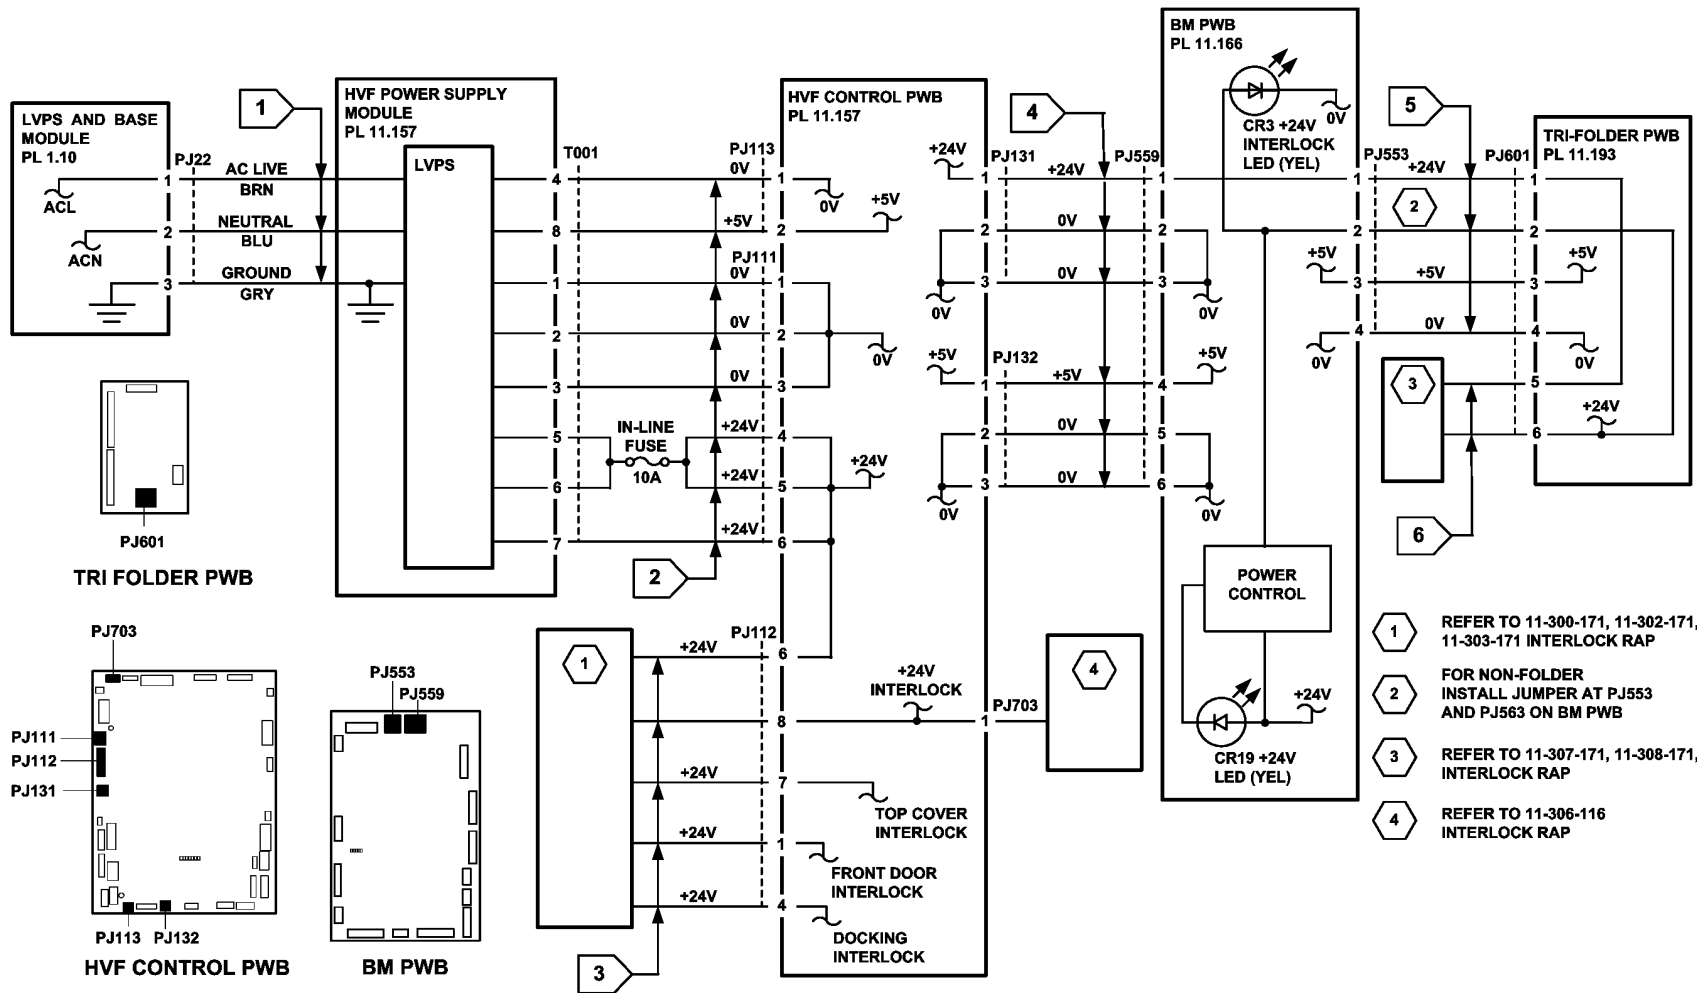 LVPS AND BASE
MODULE
PL 1.10
PJ22
1
AC LIVE
BRN
ACL
2
NEUTRAL
BLU
ACN
3
GROUND
GRY
1
HVF POWER SUPPLY
MODULE
PL 11.157
LVPS
T001
4
8
1
2
3
5
6
7
IN-LINE
FUSE
10A
PJ113
0V
+5V
PJ111
0V
0V
0V
+24V
+24V
+24V
2
HVF CONTROL PWB
PL 11.157
1
0V
2
+5V
1
2
0V
3
4
5
+24V
6
PJ112
1
+24V
6
+24V
8
+24V
INTERLOCK
1
PJ703
4
+24V
7
TOP COVER
INTERLOCK
+24V
1
FRONT DOOR
INTERLOCK
+24V
4
DOCKING
INTERLOCK
3
+24V
PJ131
1
+24V
2
0V
3
0V
0V
+5V
PJ132
1
+5V
2
0V
3
0V
0V
4
PJ559
BM PWB
PL 11.166
1
2
3
0V
4
+5V
5
6
0V
CR3 +24V
INTERLOCK
LED (YEL)
0V
POWER
CONTROL
+24V
CR19 +24V
LED (YEL)
5
PJ553
1
+24V
2
2
+5V
3
+5V
0V
4
0V
PJ601
TRI-FOLDER PWB
PL 11.193
1
2
+5V
3
4
0V
5
+24V
6
3
6
PJ601
TRI FOLDER PWB
PJ703
PJ111
PJ112
PJ131
PJ113
PJ132
HVF CONTROL PWB
PJ553
PJ559
BM PWB
1
REFER TO 11-300-171, 11-302-171,
11-303-171 INTERLOCK RAP
2
FOR NON-FOLDER
INSTALL JUMPER AT PJ553
AND PJ563 ON BM PWB
3
REFER TO 11-307-171, 11-308-171,
INTERLOCK RAP
4
REFER TO 11-306-116
INTERLOCK RAP